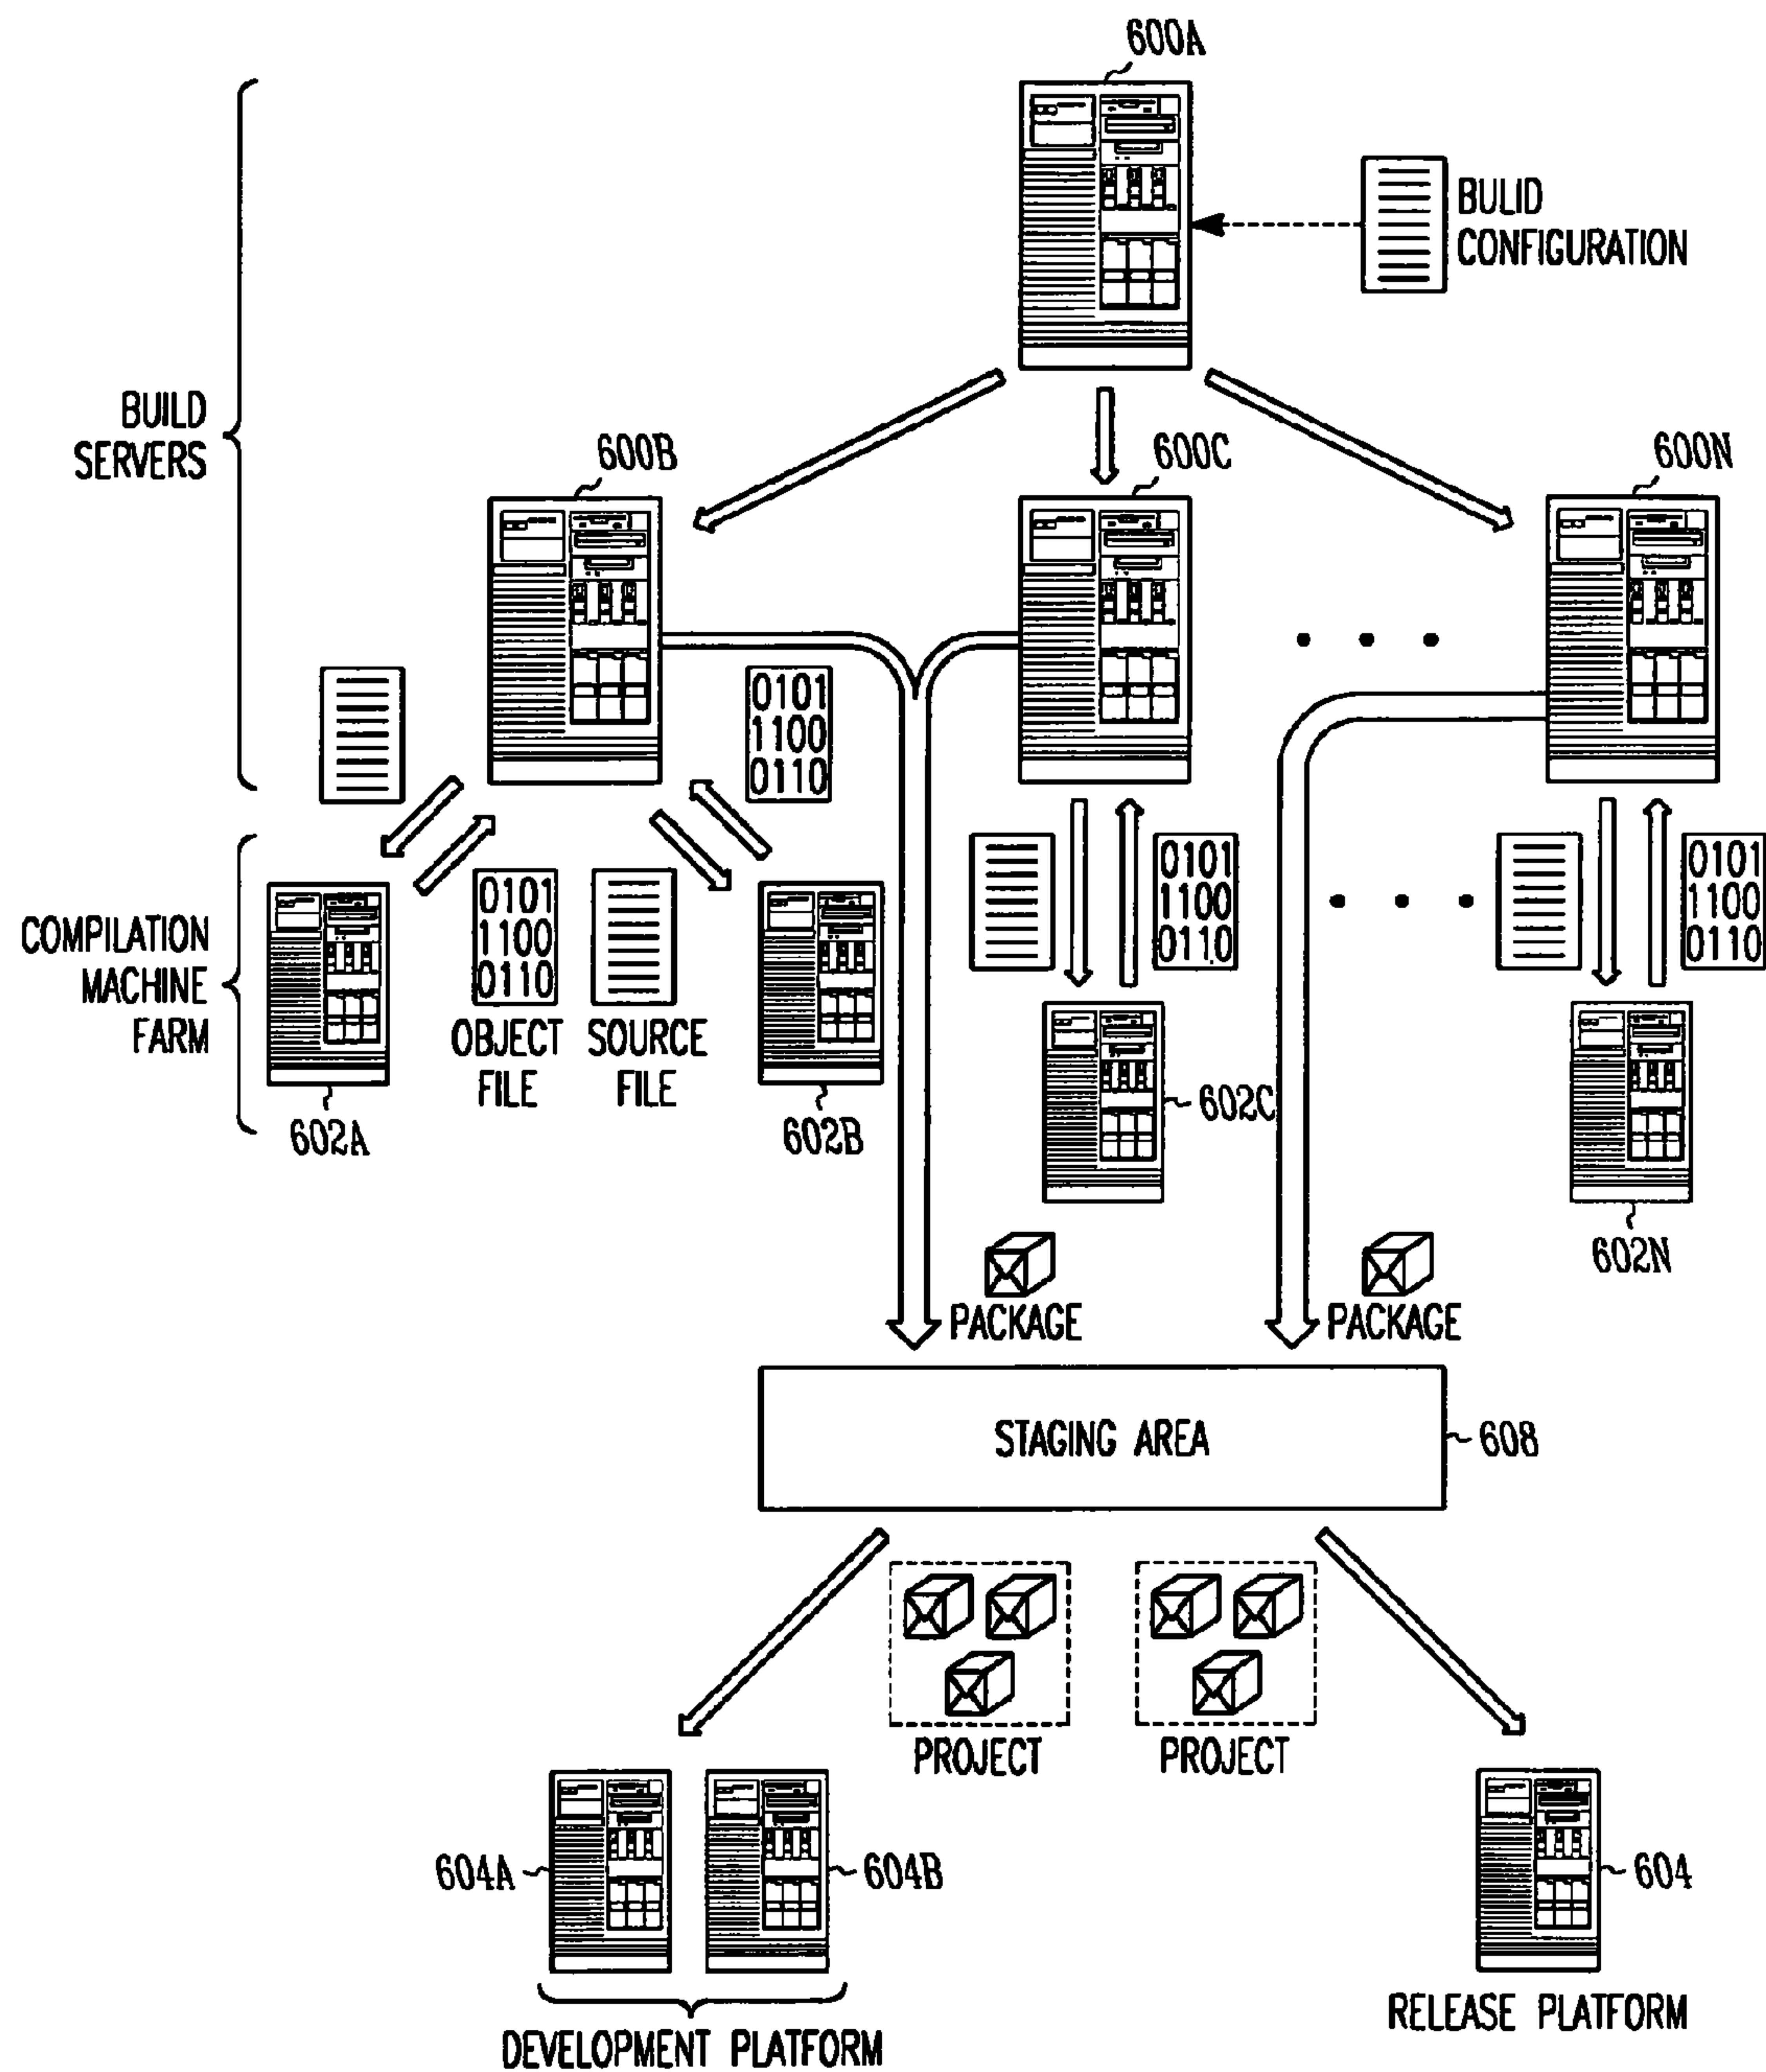 600A
BULID
CONFIGURATION
BUILD
SERVERS
600B
600C
600N
0101
1100
0110
COMPILATION
MACHINE
FARM
0101
1100
0110
OBJECT
FILE
SOURCE
FILE
0101
1100
0110
0101
1100
0110
602A
602B
602C
602N
PACKAGE
PACKAGE
STAGING AREA
608
PROJECT
PROJECT
604A
604B
604
DEVELOPMENT PLATFORM
RELEASE PLATFORM